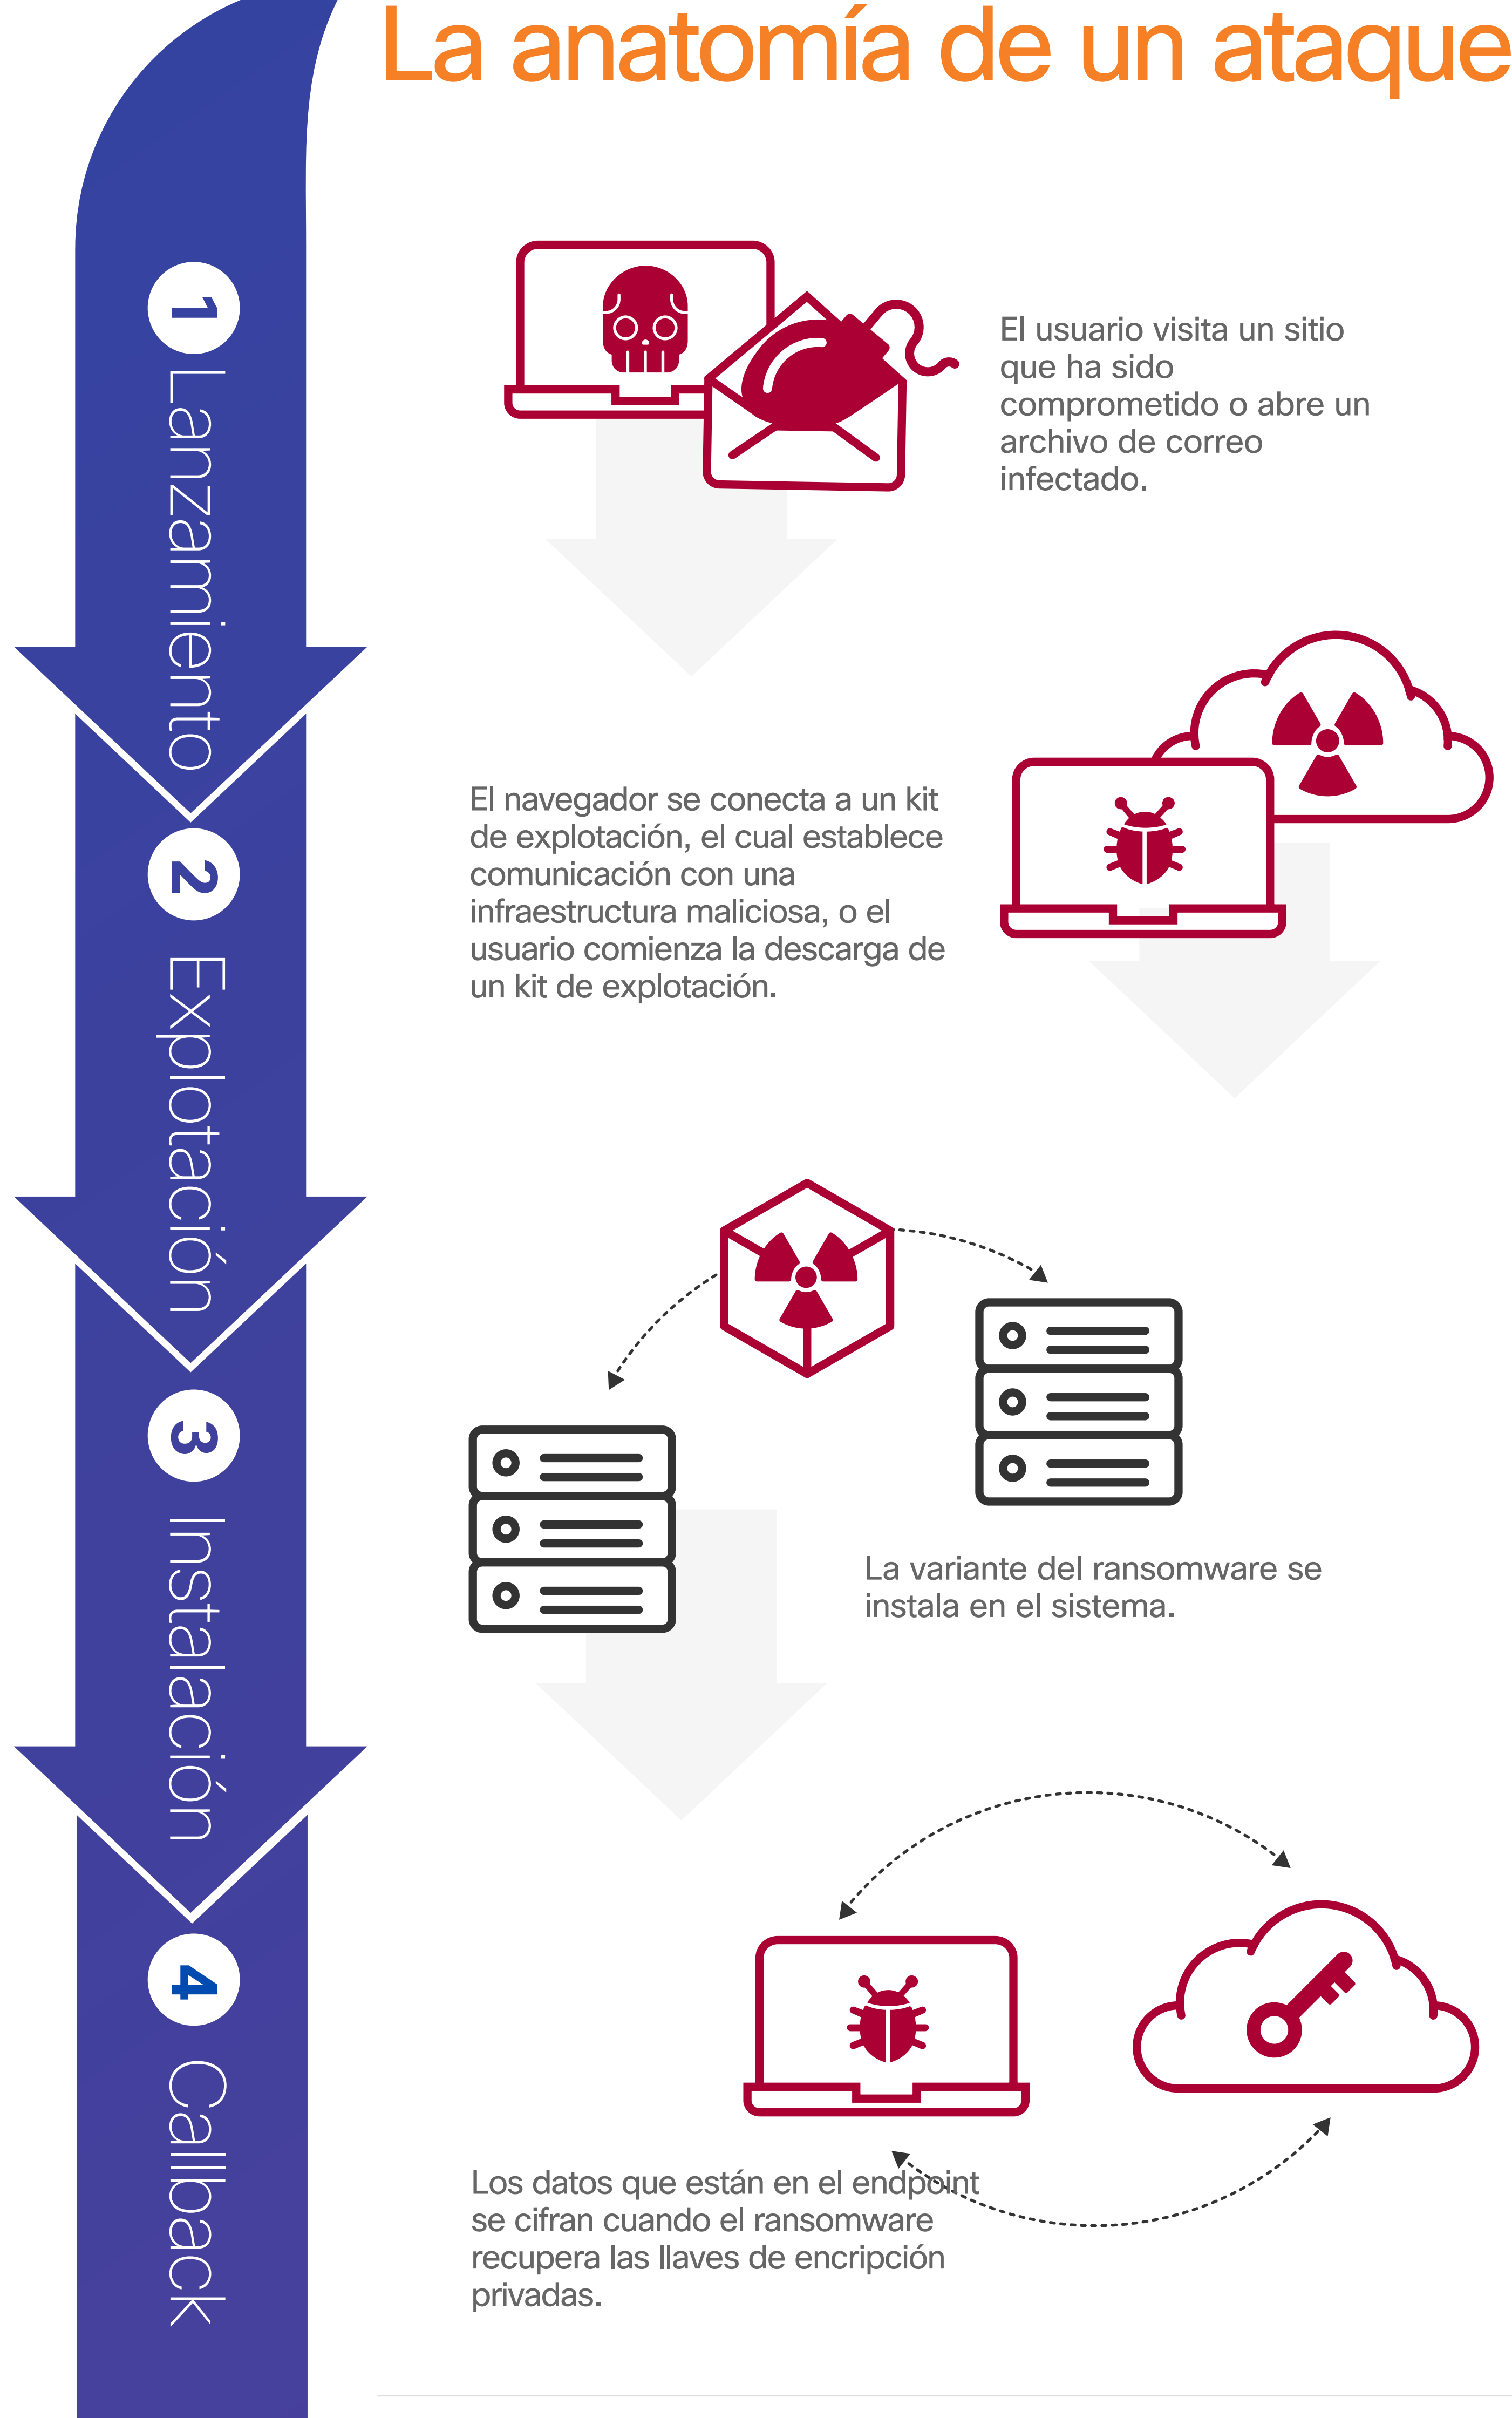 La anatomía de un ataque
1 Lanzamiento
El usuario visita un sitio
que ha sido
comprometido o abre un
archivo de correo
infectado.
2 Explotación
El navegador se conecta a un kit
de explotación, el cual establece
comunicación con una
infraestructura maliciosa, o el
usuario comienza la descarga de
un kit de explotación.
3 Instalación
La variante del ransomware se
instala en el sistema.
4 Callback
Los datos que están en el endpoint
se cifran cuando el ransomware
recupera las llaves de encripción
privadas.